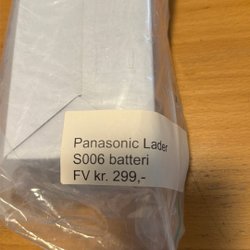 Panasonic Lader
S006 batteri
FV kr. 299,-